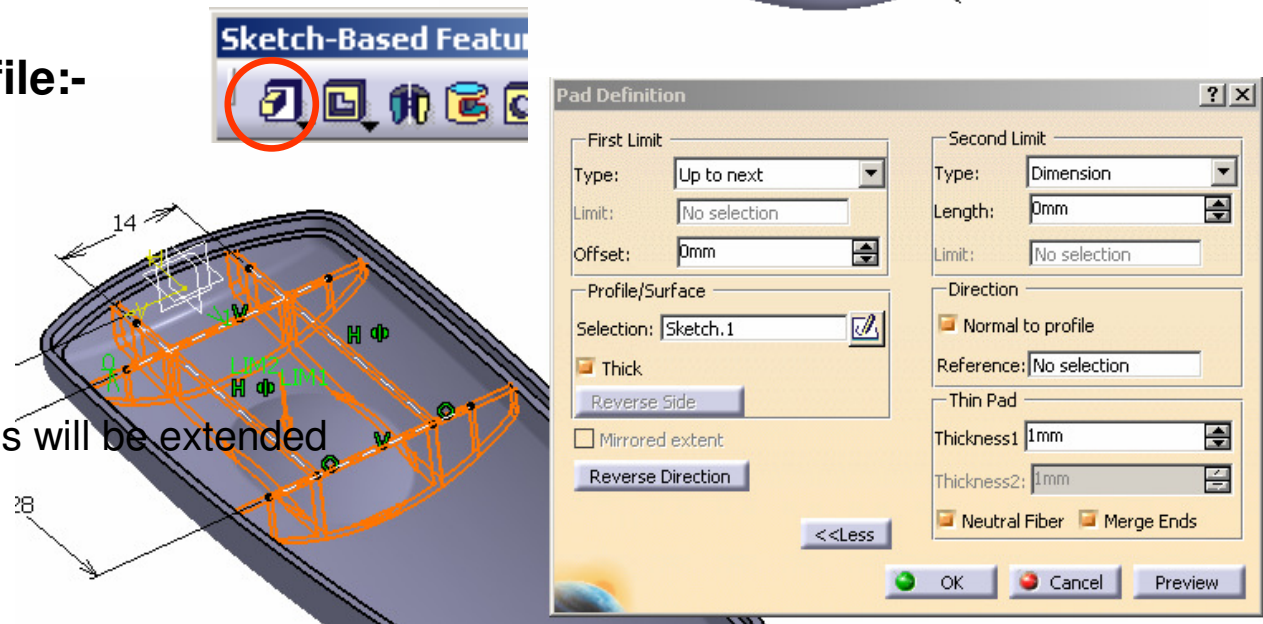 Sketch-Based Featur
file:-
Pad Definition
First Limit
Type: Up to next
Limit: No selection
Offset: 0mm
Profile/Surface
Selection: Sketch.1
Thick
Reverse Side
Mirrored extent
Reverse Direction
<<Less
Second Limit
Type: Dimension
Length: 0mm
Limit: No selection
Direction
Normal to profile
Reference: No selection
Thin Pad
Thickness1 1mm
Thickness2: 1mm
Neutral Fiber
Merge Ends
OK
Cancel
Preview
14
H
V
V
H
LIM2
LIM1
H
V
s will be extended
28